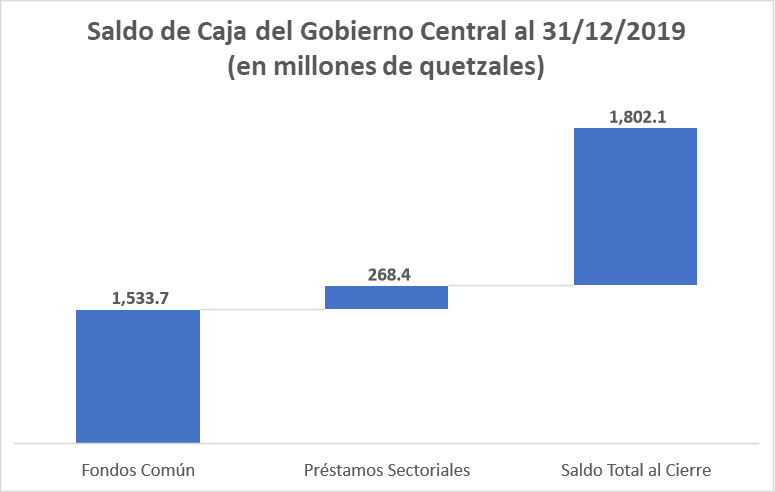 Saldo de Caja del Gobierno Central al 31/12/2019
(en millones de quetzales)
1,802.1
268.4
1,533.7
Fondos Común
Préstamos Sectoriales
Saldo Total al Cierre